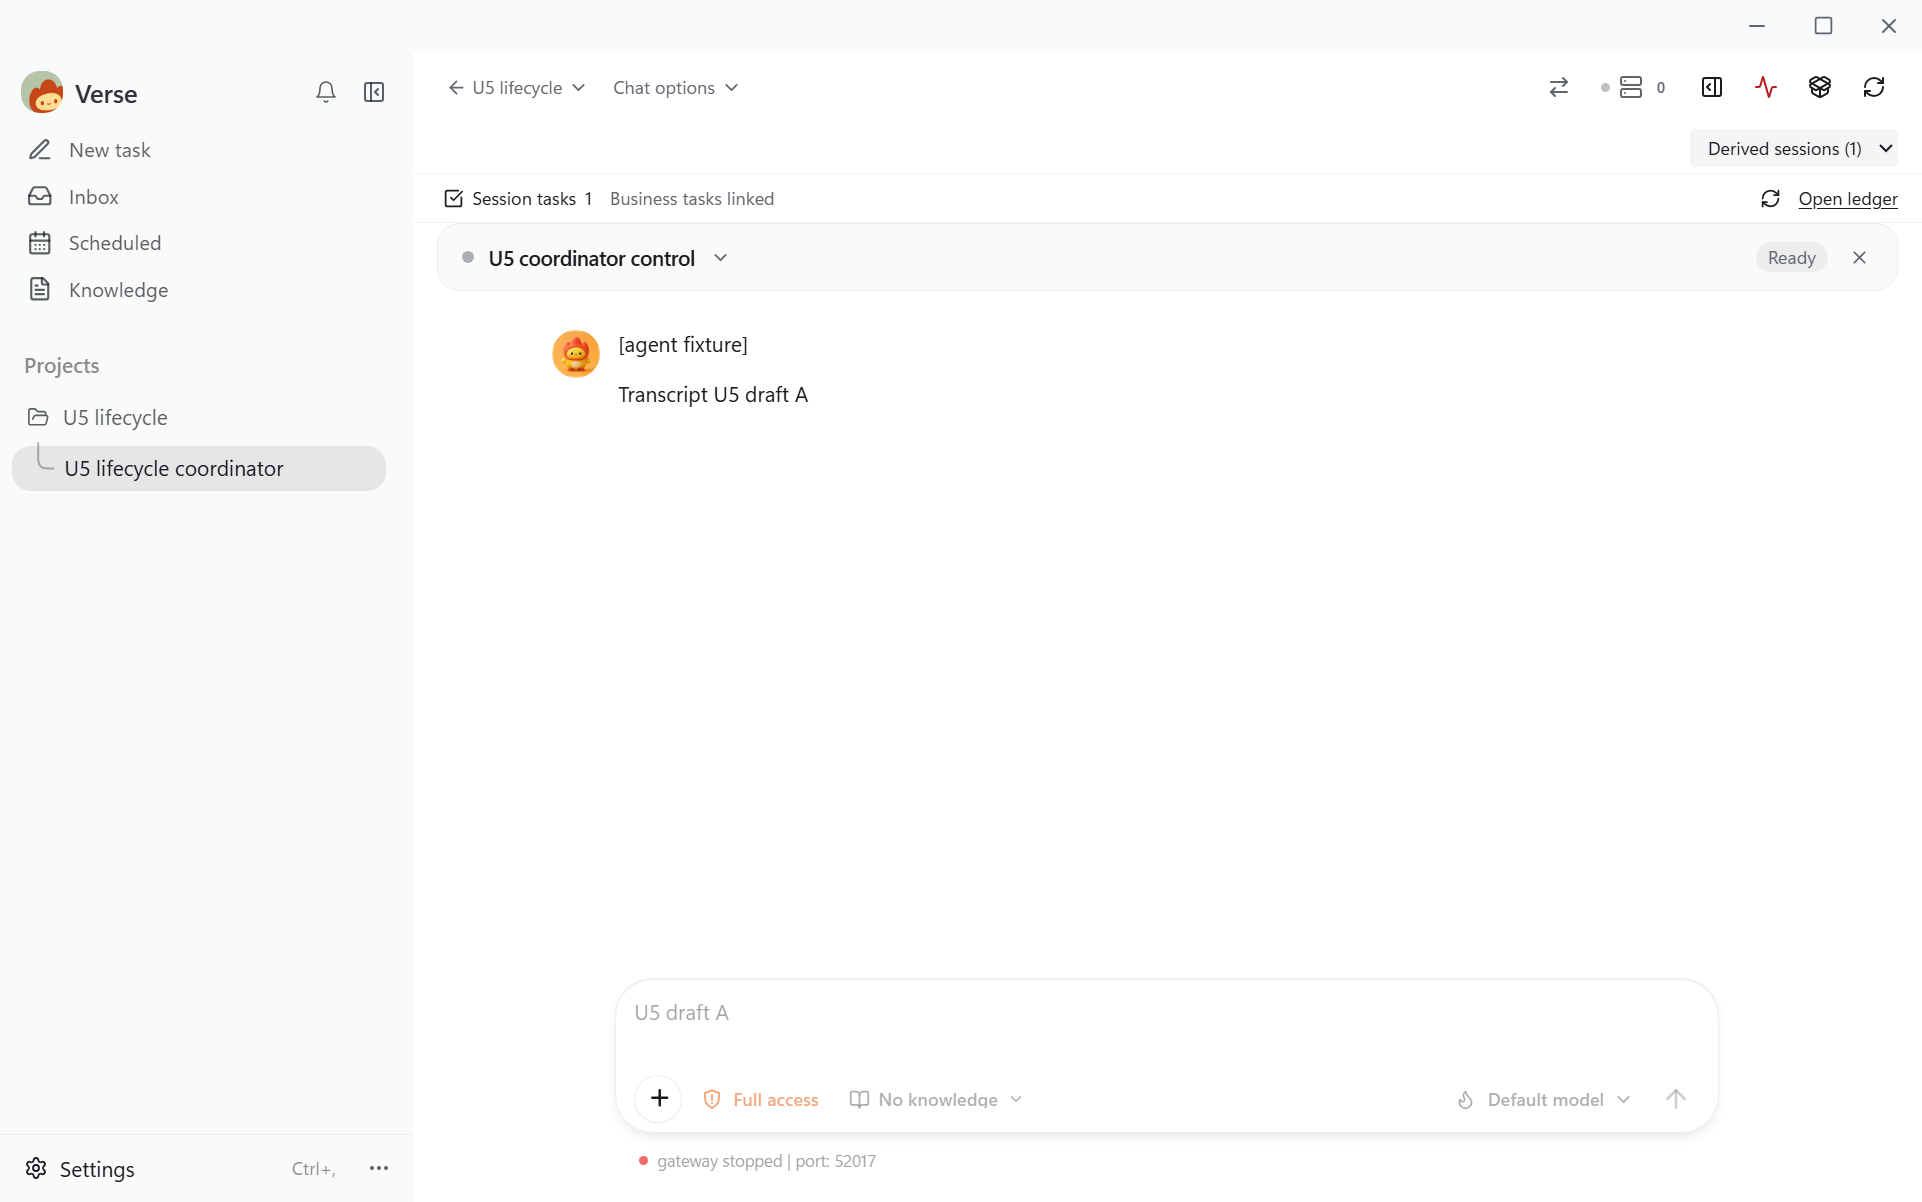 Verse
New task
Inbox
Scheduled
Knowledge
Projects
U5 lifecycle
U5 lifecycle coordinator
Settings
Ctrl+,
U5 lifecycle
Chat options
0
Derived sessions (1)
Session tasks 1
Business tasks linked
Open ledger
U5 coordinator control
Ready
[agent fixture]
Transcript U5 draft A
U5 draft A
Full access
No knowledge
Default model
gateway stopped | port: 52017